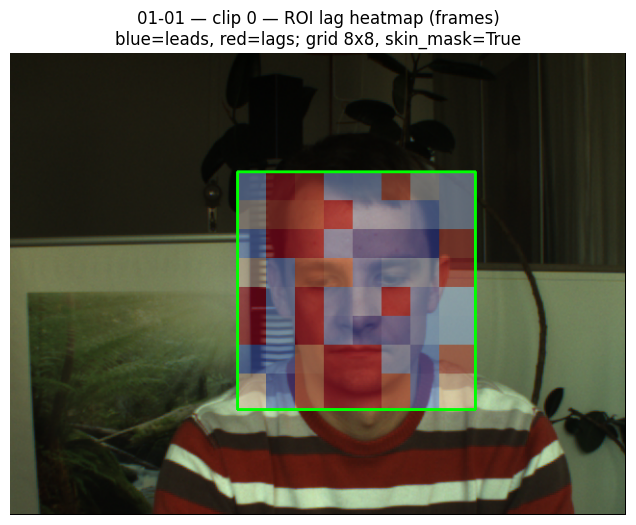 01-01 — clip 0 — ROI lag heatmap (frames)
blue=leads, red=lags; grid 8x8, skin_mask=True